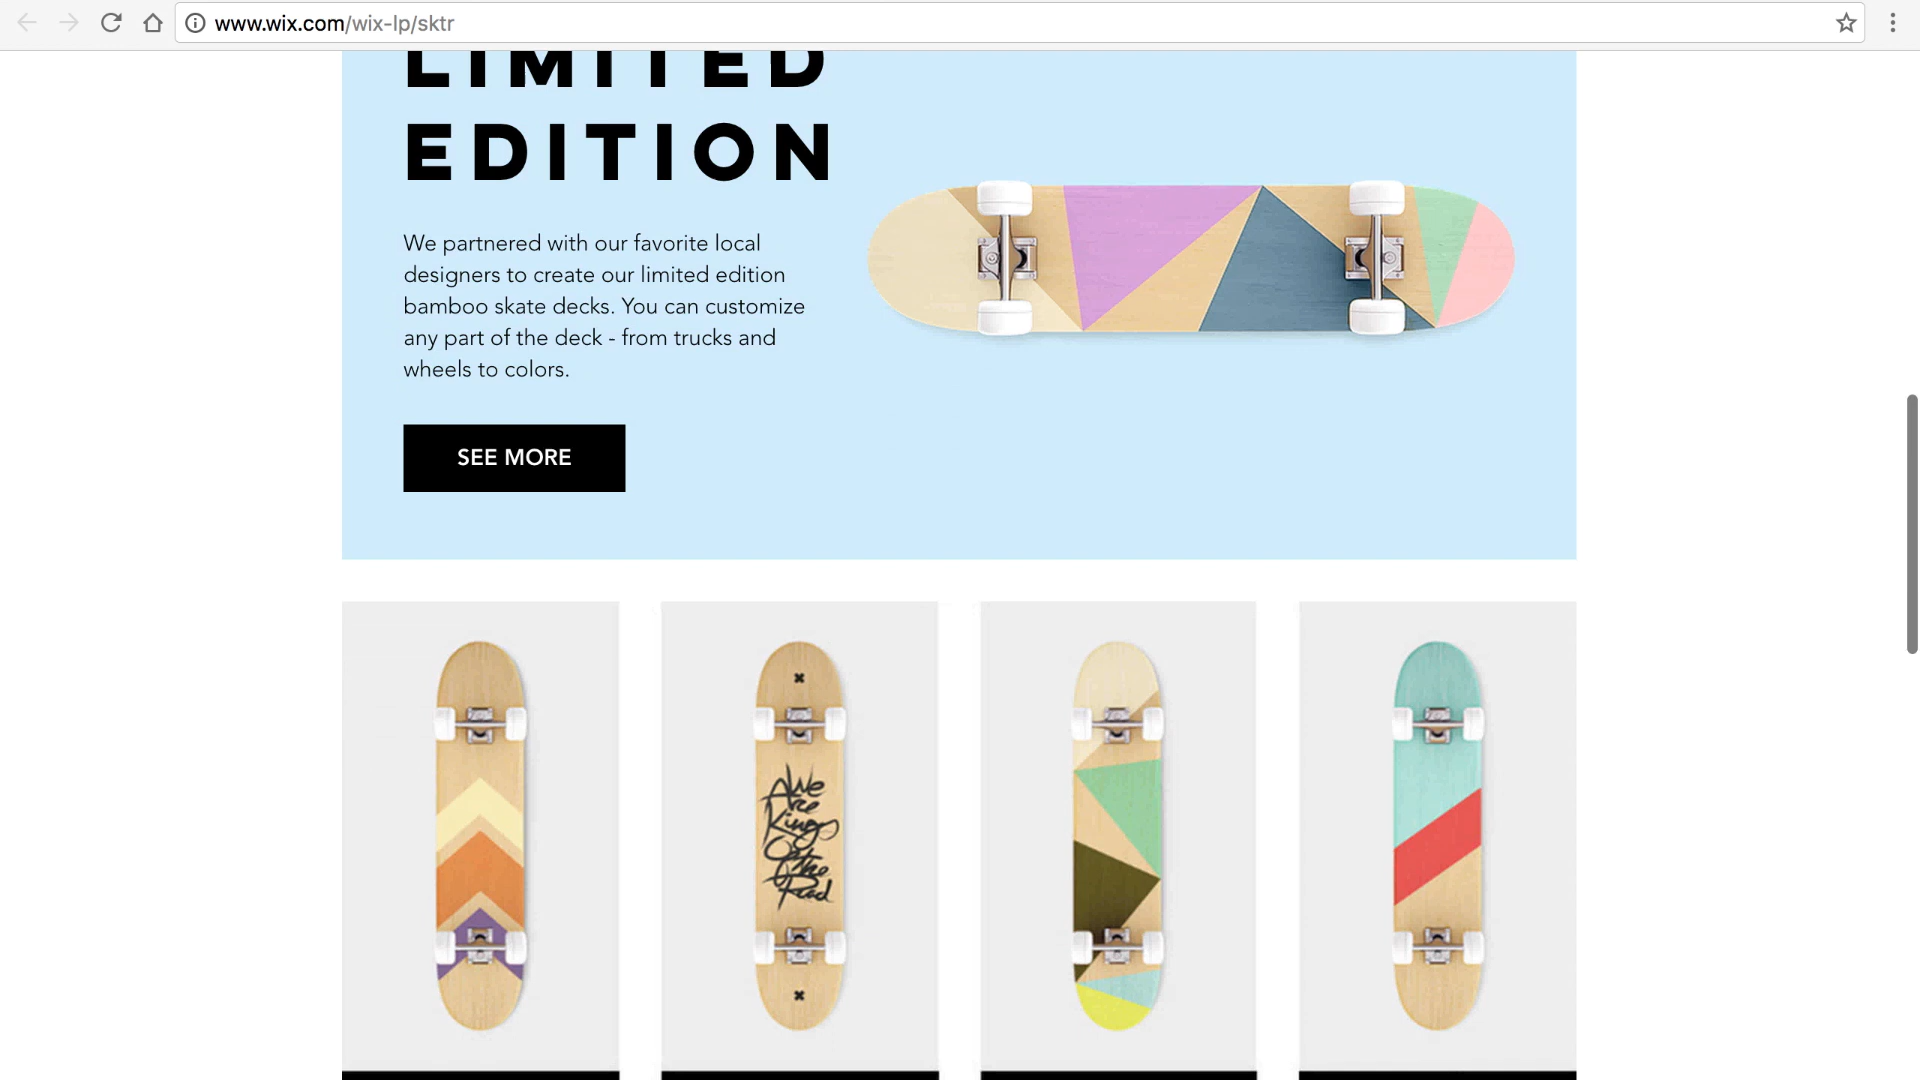 www.wix.com/wix-lp/sktr
LIMITED
EDITION
We partnered with our favorite local
designers to create our limited edition
bamboo skate decks. You can customize
any part of the deck - from trucks and
wheels to colors.
SEE MORE
We
Are
Kings
Of the
Road